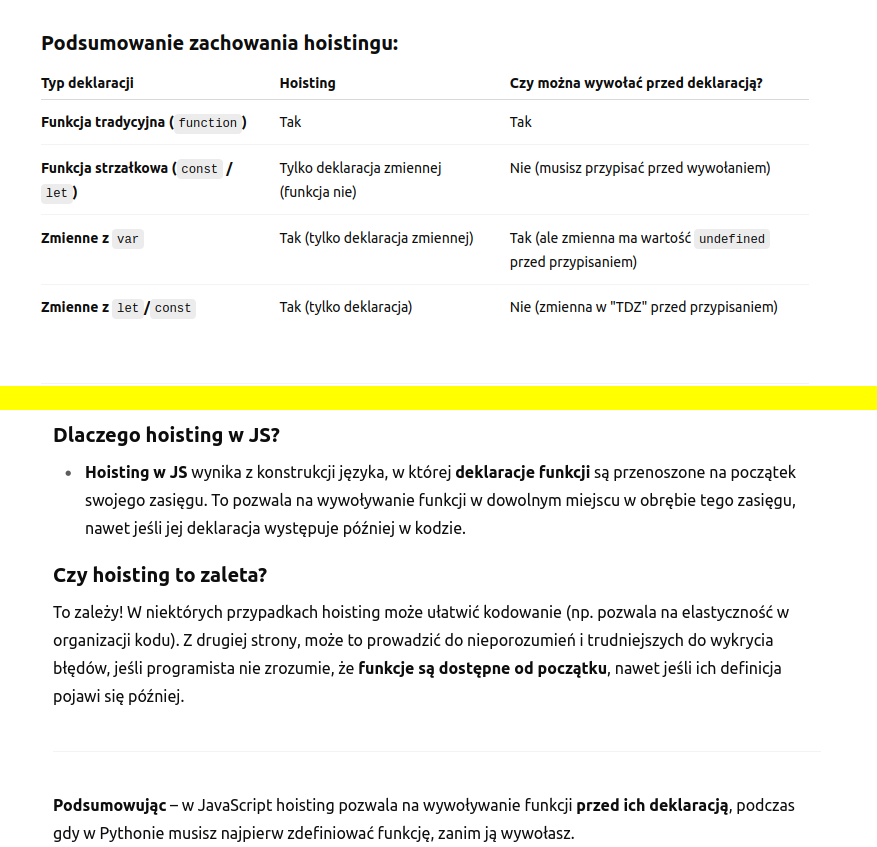 Podsumowanie zachowania hoistingu:
Typ deklaracji Hoisting Czy można wywołać przed deklaracją?
Funkcja tradycyjna ( function ) Tak Tak
Funkcja strzałkowa ( const / Tylko deklaracja zmiennej Nie (musisz przypisać przed wywołaniem)
let ) (funkcja nie)
Zmienne z var Tak (tylko deklaracja zmiennej) Tak (ale zmienna ma wartość undefined
przed przypisaniem)
Zmienne z let / const Tak (tylko deklaracja) Nie (zmienna w "TDZ" przed przypisaniem)
Dlaczego hoisting w JS?
• Hoisting w JS wynika z konstrukcji języka, w której deklaracje funkcji są przenoszone na początek
swojego zasięgu. To pozwala na wywoływanie funkcji w dowolnym miejscu w obrębie tego zasięgu,
nawet jeśli jej deklaracja występuje później w kodzie.
Czy hoisting to zaleta?
To zależy! W niektórych przypadkach hoisting może ułatwić kodowanie (np. pozwala na elastyczność w
organizacji kodu). Z drugiej strony, może to prowadzić do nieporozumień i trudniejszych do wykrycia
błędów, jeśli programista nie zrozumie, że funkcje są dostępne od początku, nawet jeśli ich definicja
pojawi się później.
Podsumowując – w JavaScript hoisting pozwala na wywoływanie funkcji przed ich deklaracją, podczas
gdy w Pythonie musisz najpierw zdefiniować funkcję, zanim ją wywołasz.